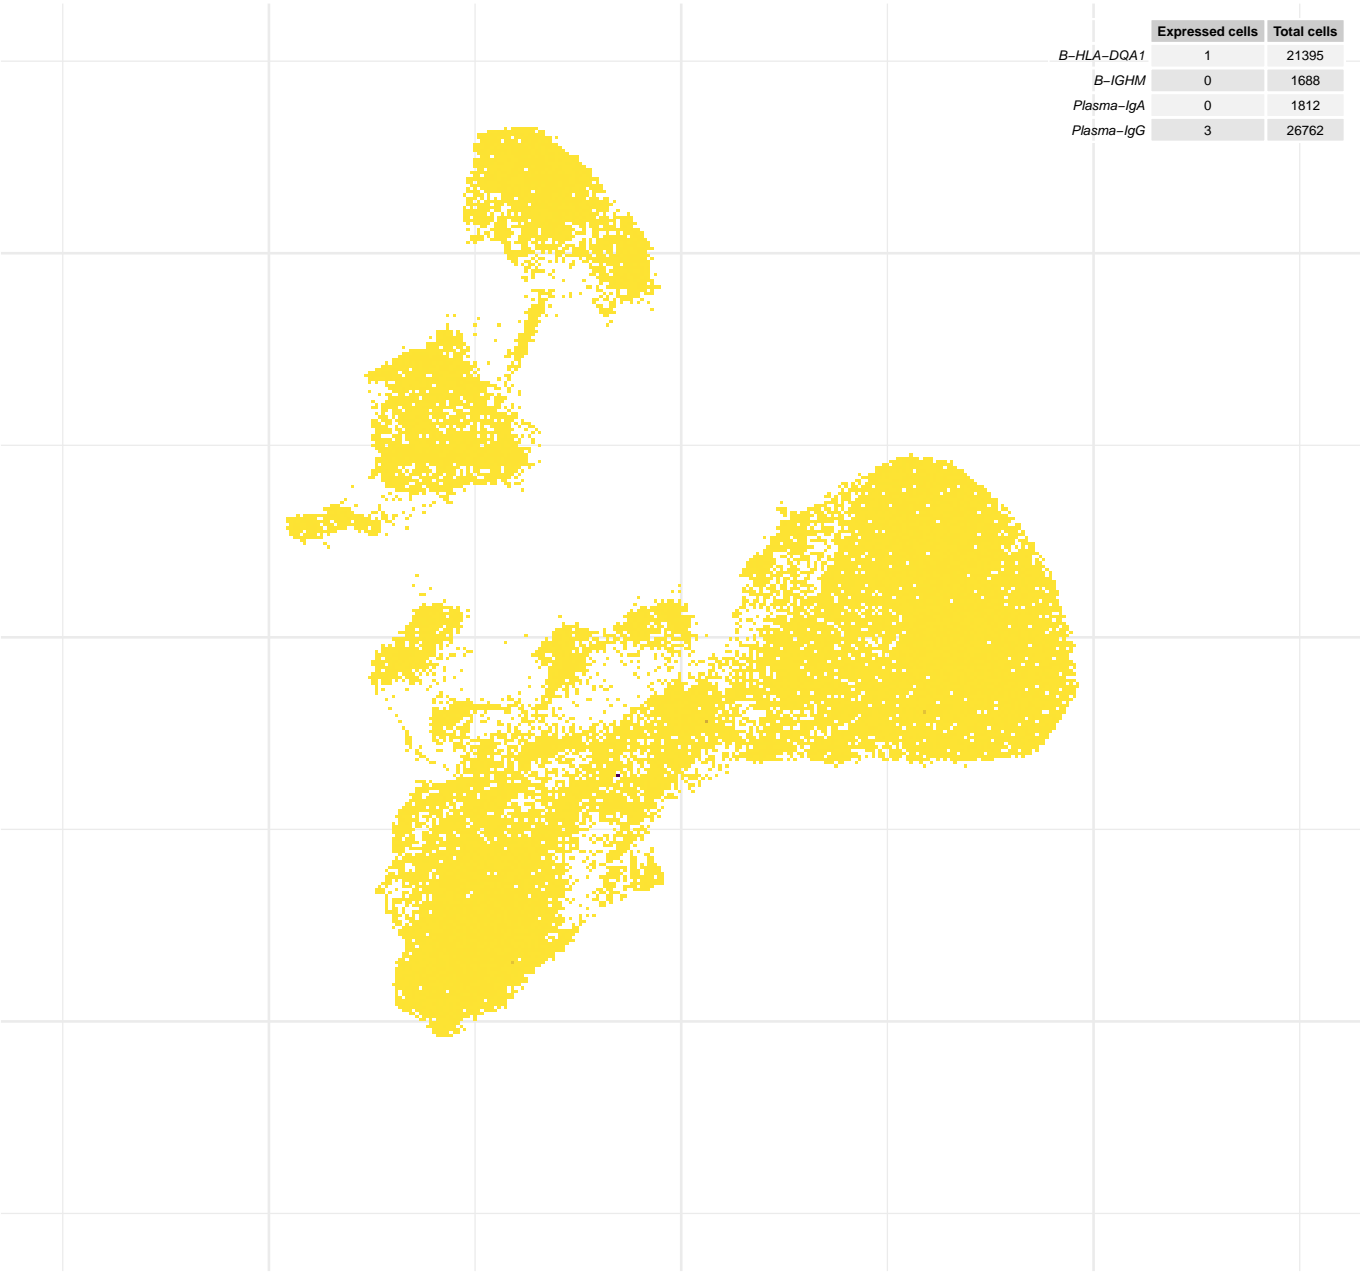 Expressed cells Total cells
B−HLA−DQA1 1 21395
B−IGHM 0 1688
Plasma−IgA 0 1812
Plasma−IgG 3 26762